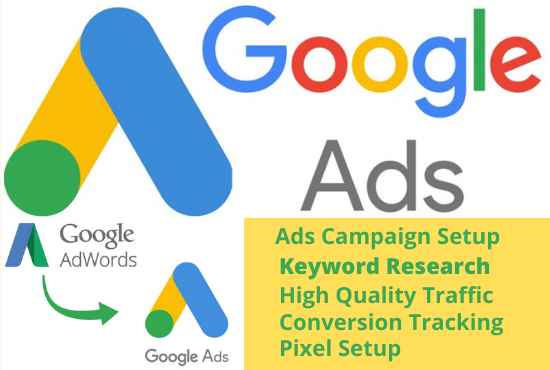 Google
Ads
Google
AdWords
Google Ads
Ads Campaign Setup
Keyword Research
High Quality Traffic
Conversion Tracking
Pixel Setup